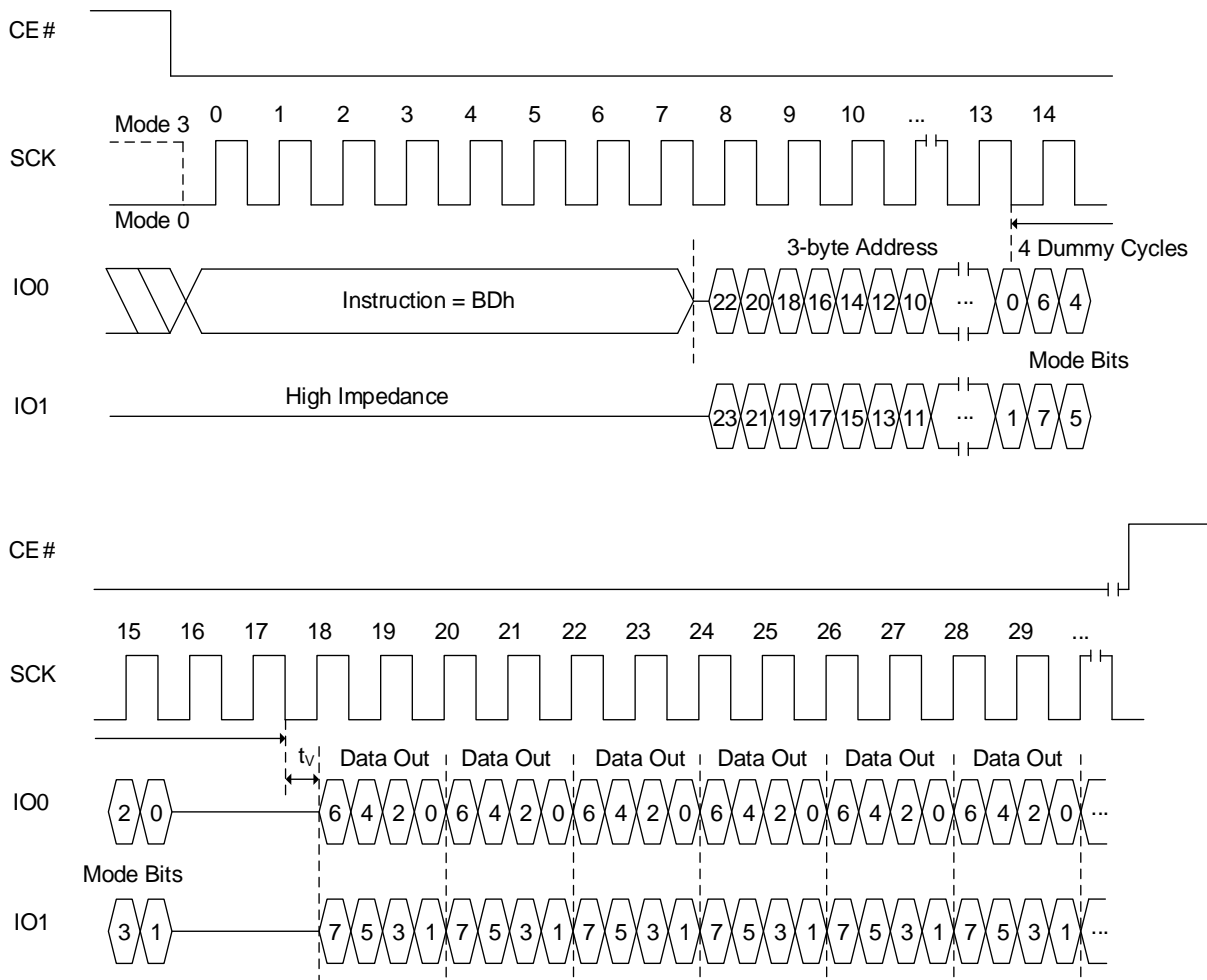 CE#
0 1 2 3 4 5 6 7 8 9 10 ... 13 14
Mode 3
SCK
Mode 0
3-byte Address 4 Dummy Cycles
IO0 Instruction = BDh 22 20 18 16 14 12 10 ... 0 6 4
Mode Bits
High Impedance
IO1 23 21 19 17 15 13 11 ... 1 7 5
CE#
15 16 17 18 19 20 21 22 23 24 25 26 27 28 29 ...
SCK
tV Data Out Data Out Data Out Data Out Data Out Data Out
IO0 2 0 6 4 2 0 6 4 2 0 6 4 2 0 6 4 2 0 6 4 2 0 6 4 2 0 ...
Mode Bits
IO1 3 1 7 5 3 1 7 5 3 1 7 5 3 1 7 5 3 1 7 5 3 1 7 5 3 1 ...